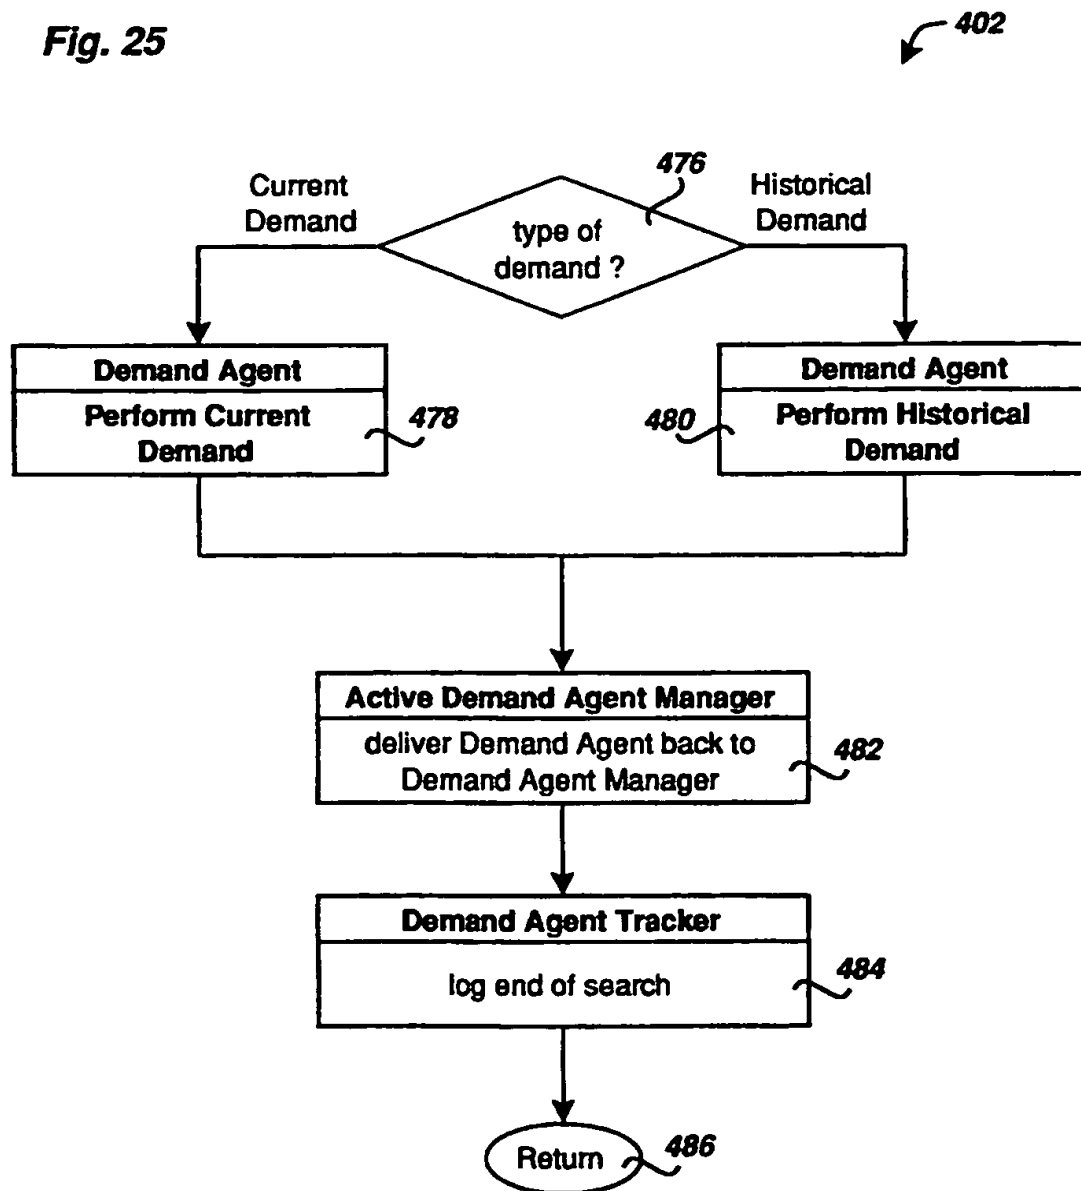 Fig. 25
402
476
Current
Demand
Historical
Demand
type of
demand ?
Demand Agent
Perform Current
Demand
478
Demand Agent
Perform Historical
Demand
480
Active Demand Agent Manager
deliver Demand Agent back to
Demand Agent Manager
482
Demand Agent Tracker
log end of search
484
Return
486